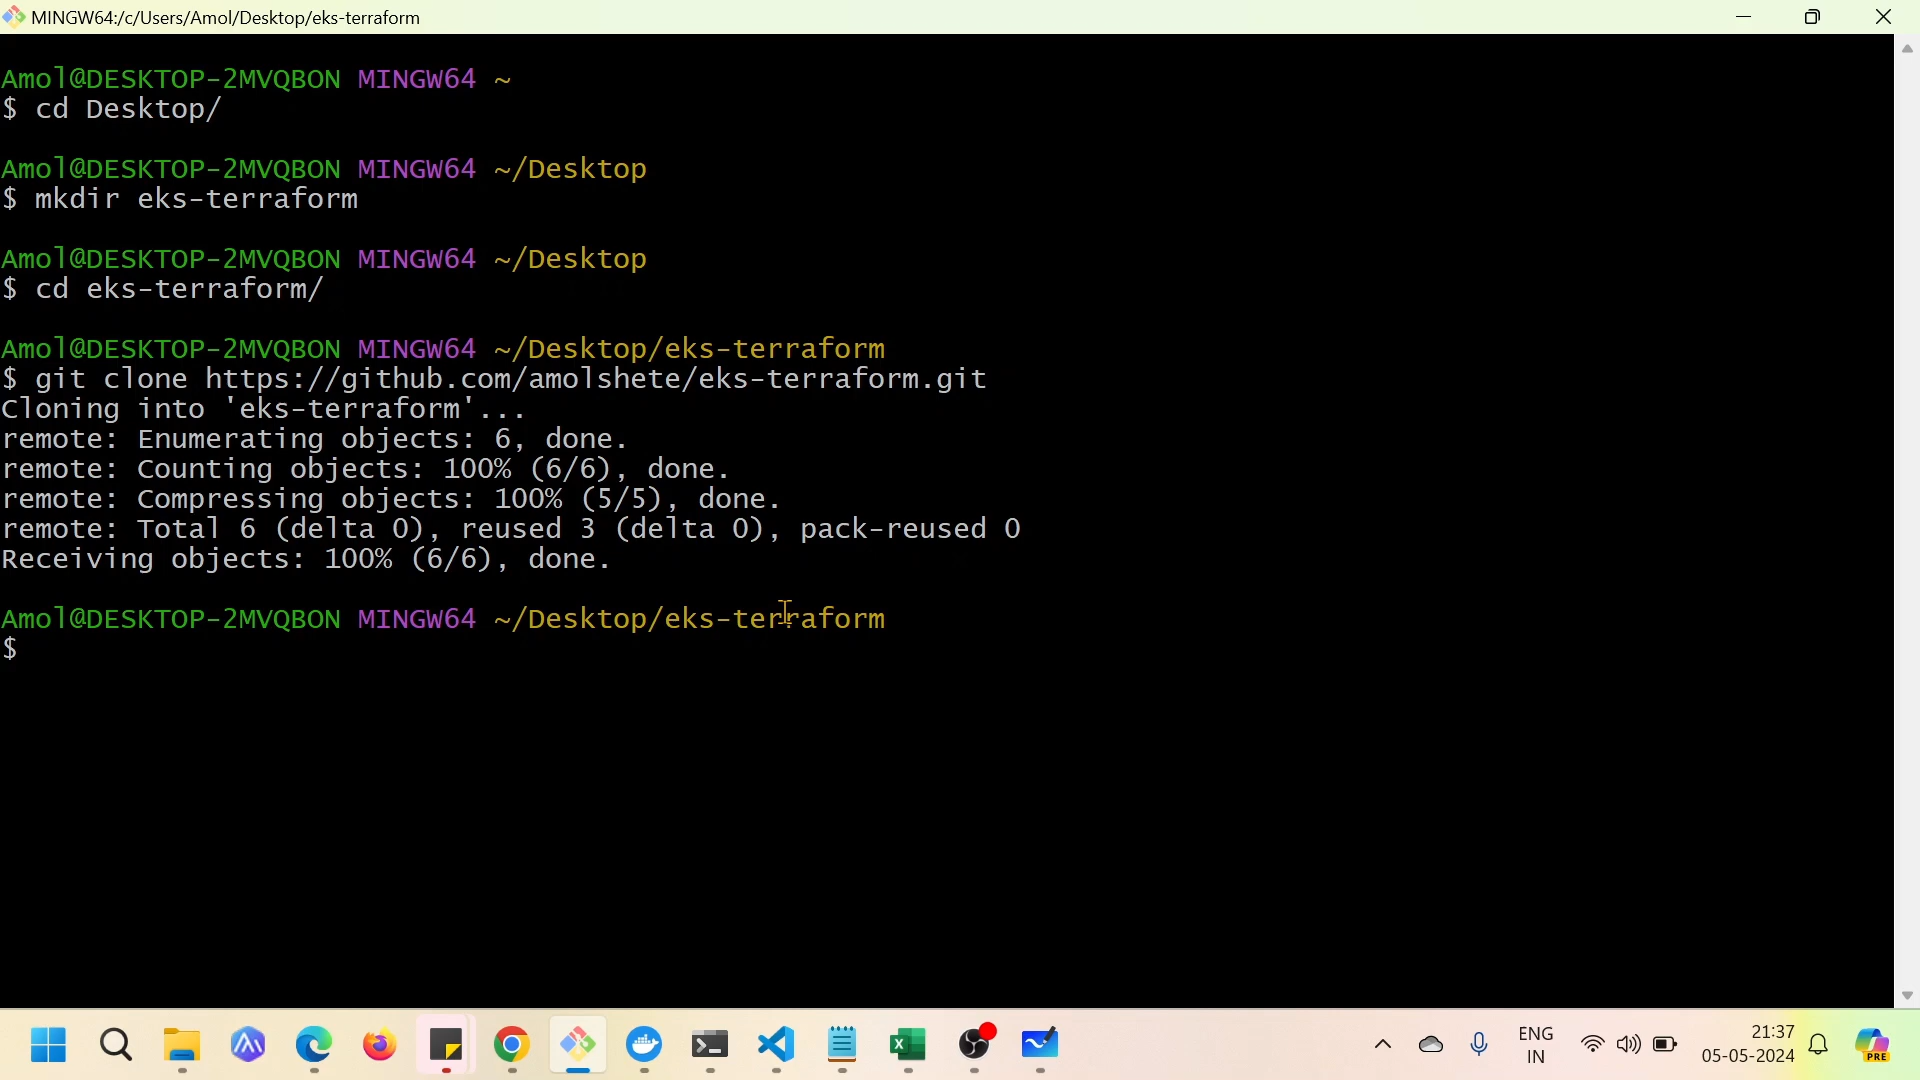 MINGW64:/c/Users/Amol/Desktop/eks-terraform
Amol@DESKTOP-2MVQBON MINGW64 ~
$ cd Desktop/
Amol@DESKTOP-2MVQBON MINGW64 ~/Desktop
$ mkdir eks-terraform
Amol@DESKTOP-2MVQBON MINGW64 ~/Desktop
$ cd eks-terraform/
Amol@DESKTOP-2MVQBON MINGW64 ~/Desktop/eks-terraform
$ git clone https://github.com/amolshete/eks-terraform.git
Cloning into 'eks-terraform'...
remote: Enumerating objects: 6, done.
remote: Counting objects: 100% (6/6), done.
remote: Compressing objects: 100% (5/5), done.
remote: Total 6 (delta 0), reused 3 (delta 0), pack-reused 0
Receiving objects: 100% (6/6), done.
Amol@DESKTOP-2MVQBON MINGW64 ~/Desktop/eks-terraform
$
ENG
IN
21:37
05-05-2024
PRE